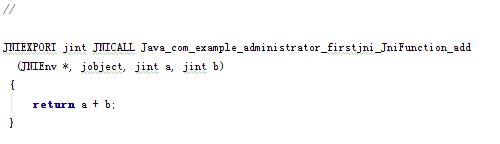 //
JNIEXPORT jint JNICALL Java_com_example_administrator_firstjni_JniFunction_add
(JNIEnv *, jobject, jint a, jint b)
{
return a + b;
}